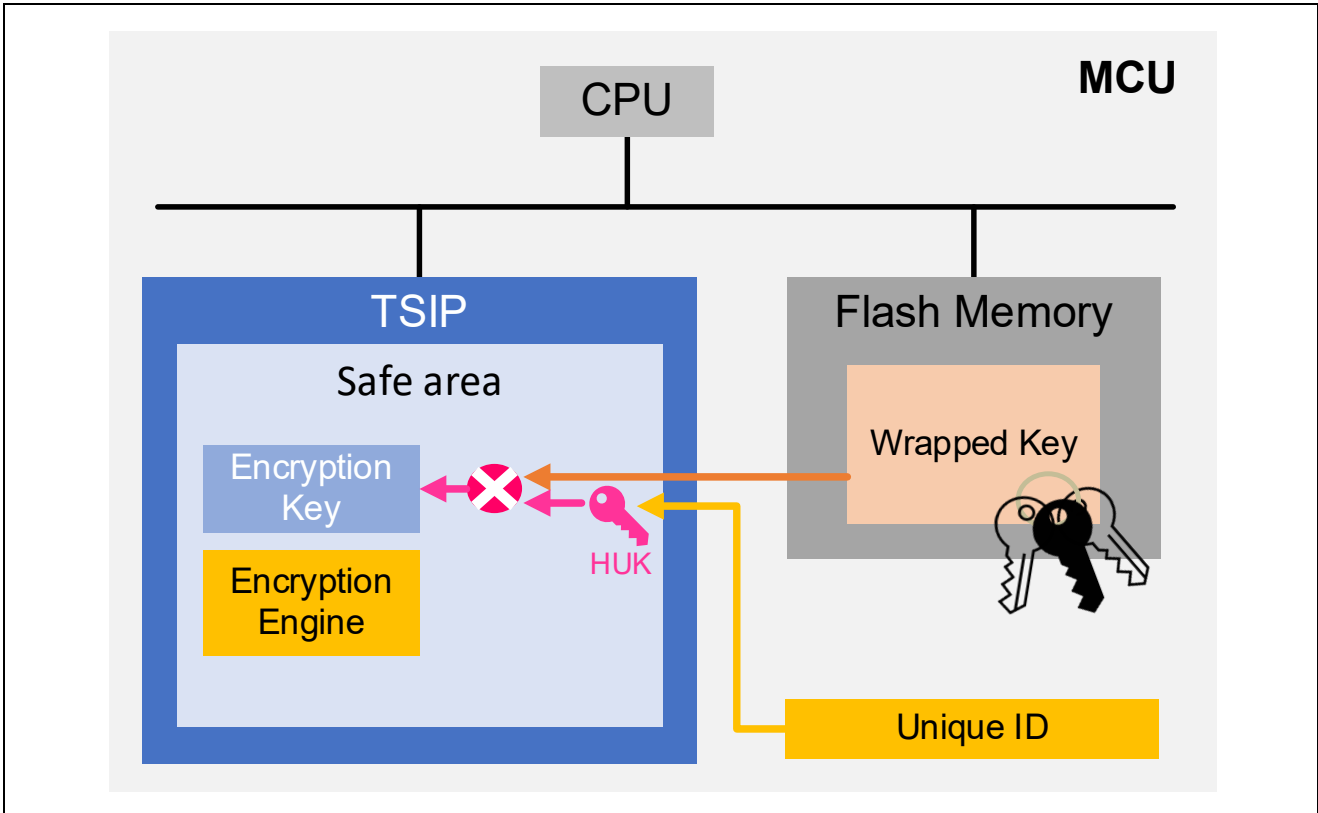 MCU
CPU
TSIP
Flash Memory
Safe area
Wrapped Key
Encryption
Key
HUK
Encryption
Engine
Unique ID